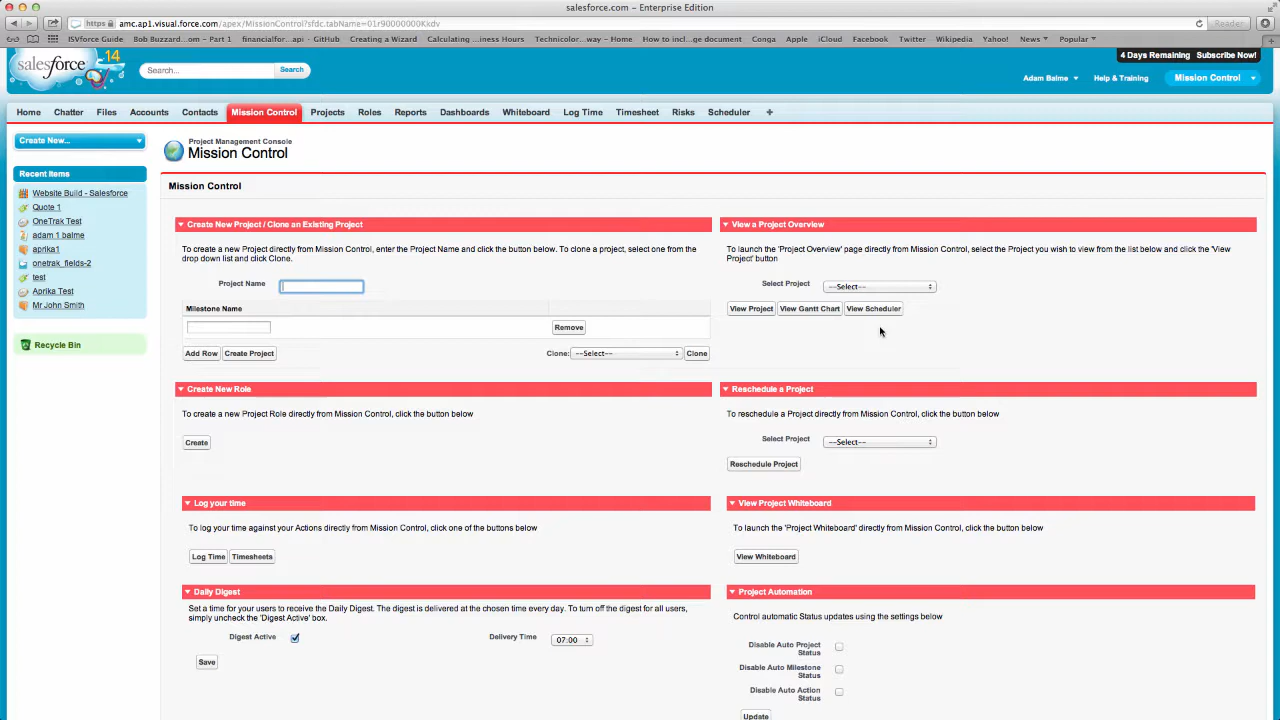 salesforce.com – Enterprise Edition
https amc.ap1.visual.force.com/apex/MissionControl?sfdc.tabName=01r90000000Kkdv
Reader
ISVforce Guide Bob Buzzard...om – Part 1 financialfor...api · GitHub Creating a Wizard Calculating ...iness Hours Technicolor...way – Home How to incl...ge document Conga Apple iCloud Facebook Twitter Wikipedia Yahoo! News Popular
salesforce 14
Search...
Search
4 Days Remaining Subscribe Now!
Adam Balme Help & Training Mission Control
Home Chatter Files Accounts Contacts Mission Control Projects Roles Reports Dashboards Whiteboard Log Time Timesheet Risks Scheduler +
Create New...
Recent Items
Website Build - Salesforce
Quote 1
OneTrak Test
adam 1 balme
aprika1
onetrak_fields-2
test
Aprika Test
Mr John Smith
Recycle Bin
Project Management Console
Mission Control
Mission Control
Create New Project / Clone an Existing Project
To create a new Project directly from Mission Control, enter the Project Name and click the button below. To clone a project, select one from the
drop down list and click Clone.
Project Name
Milestone Name
Remove
Add Row Create Project Clone: --Select-- Clone
View a Project Overview
To launch the 'Project Overview' page directly from Mission Control, select the Project you wish to view from the list below and click the 'View
Project' button
Select Project --Select--
View Project View Gantt Chart View Scheduler
Create New Role
To create a new Project Role directly from Mission Control, click the button below
Create
Reschedule a Project
To reschedule a Project directly from Mission Control, click the button below
Select Project --Select--
Reschedule Project
Log your time
To log your time against your Actions directly from Mission Control, click one of the buttons below
Log Time Timesheets
View Project Whiteboard
To launch the 'Project Whiteboard' directly from Mission Control, click the button below
View Whiteboard
Daily Digest
Set a time for your users to receive the Daily Digest. The digest is delivered at the chosen time every day. To turn off the digest for all users,
simply uncheck the 'Digest Active' box.
Digest Active Delivery Time 07:00
Save
Project Automation
Control automatic Status updates using the settings below
Disable Auto Project
Status
Disable Auto Milestone
Status
Disable Auto Action
Status
Update